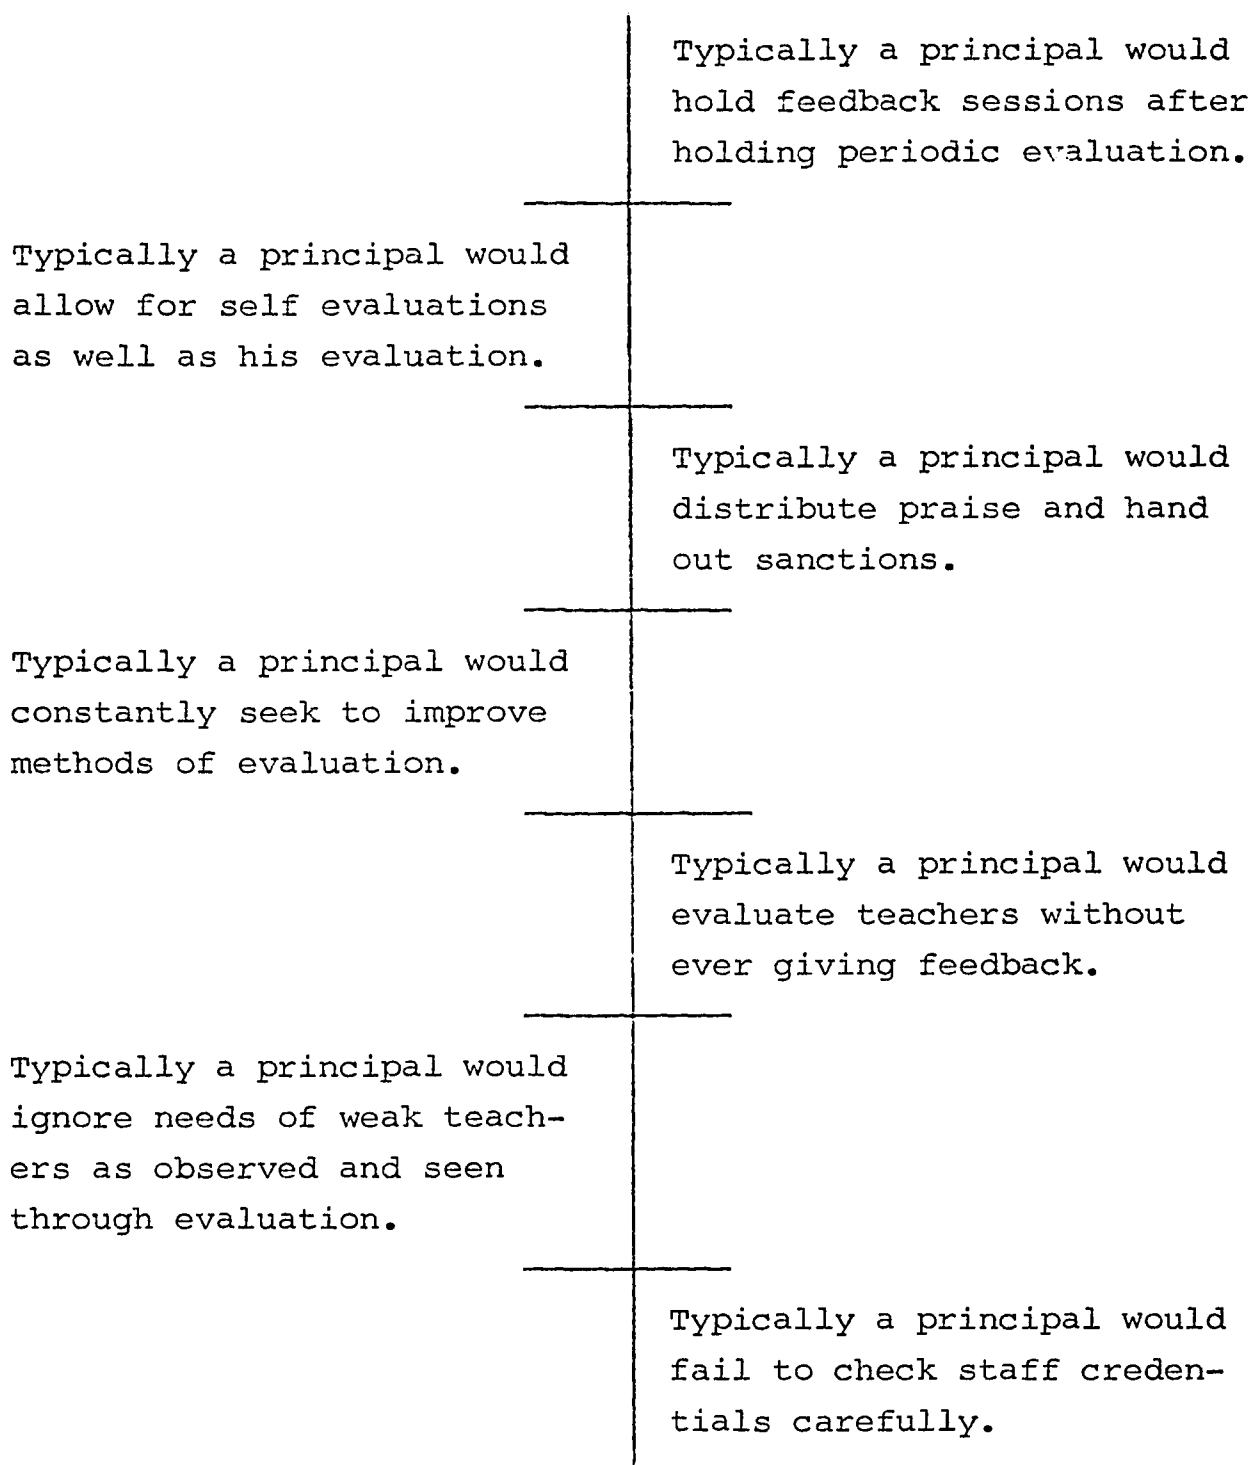 Typically a principal would
hold feedback sessions after
holding periodic evaluation.
Typically a principal would
allow for self evaluations
as well as his evaluation.
Typically a principal would
distribute praise and hand
out sanctions.
Typically a principal would
constantly seek to improve
methods of evaluation.
Typically a principal would
evaluate teachers without
ever giving feedback.
Typically a principal would
ignore needs of weak teach-
ers as observed and seen
through evaluation.
Typically a principal would
fail to check staff creden-
tials carefully.